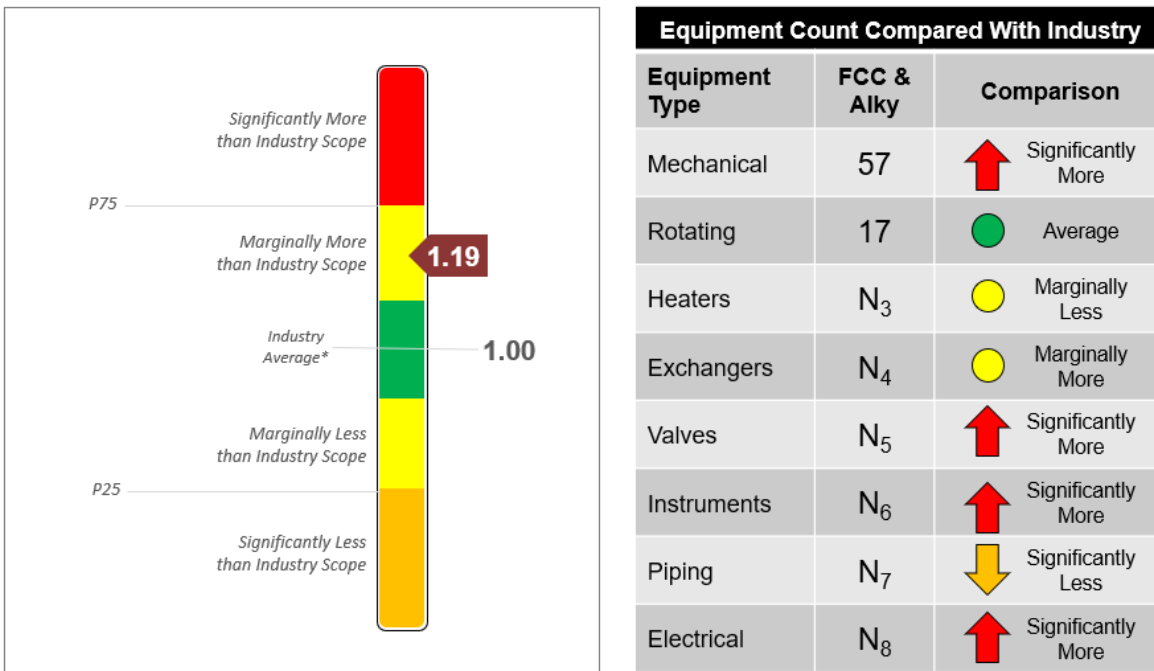 Significantly More
than Industry Scope
P75
Marginally More
than Industry Scope
1.19
Industry
Average*
1.00
Marginally Less
than Industry Scope
P25
Significantly Less
than Industry Scope
Equipment Count Compared With Industry
Equipment
Type
FCC &
Alky
Comparison
Mechanical
57
Significantly
More
Rotating
17
Average
Heaters
N3
Marginally
Less
Exchangers
N4
Marginally
More
Valves
N5
Significantly
More
Instruments
N6
Significantly
More
Piping
N7
Significantly
Less
Electrical
N8
Significantly
More